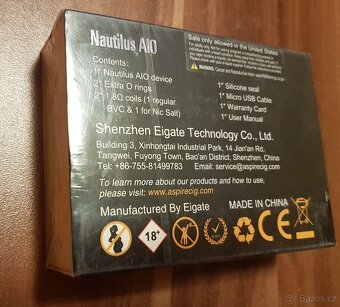 Nautilus AIO
Contents:
1* Nautilus AIO device
2* Extra O rings
2* 1.8Ω coils (1 regular
BVC & 1 for Nic Salt)
Sale only allowed in the United States
WARNING:
1* Silicone seal
1* Micro USB Cable
1* Warranty Card
1* User Manual
Shenzhen Eigate Technology Co., Ltd.
Building 3, Xinhongtai Industrial Park, 14 Jian'an Rd,
Tangwei, Fuyong Town, Bao'an District, Shenzhen, China
Tel: +86-755-81499783 Email: service@aspirecig.com
To learn more about our products and how to use,
please visit: www.aspirecig.com
Manufactured By Eigate
MADE IN CHINA
18+
CE
tbazos.cz